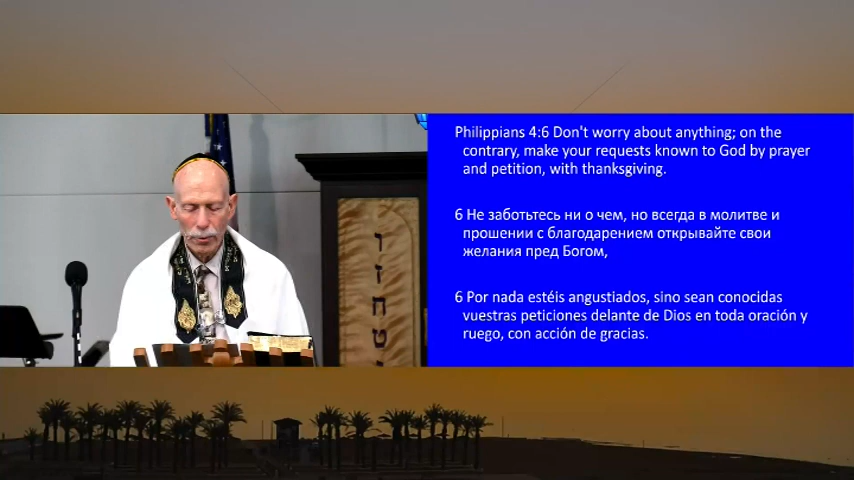 Philippians 4:6 Don't worry about anything; on the
contrary, make your requests known to God by prayer
and petition, with thanksgiving.
6 Не заботьтесь ни о чем, но всегда в молитве и
прошении с благодарением открывайте свои
желания пред Богом,
6 Por nada estéis angustiados, sino sean conocidas
vuestras peticiones delante de Dios en toda oración y
ruego, con acción de gracias.